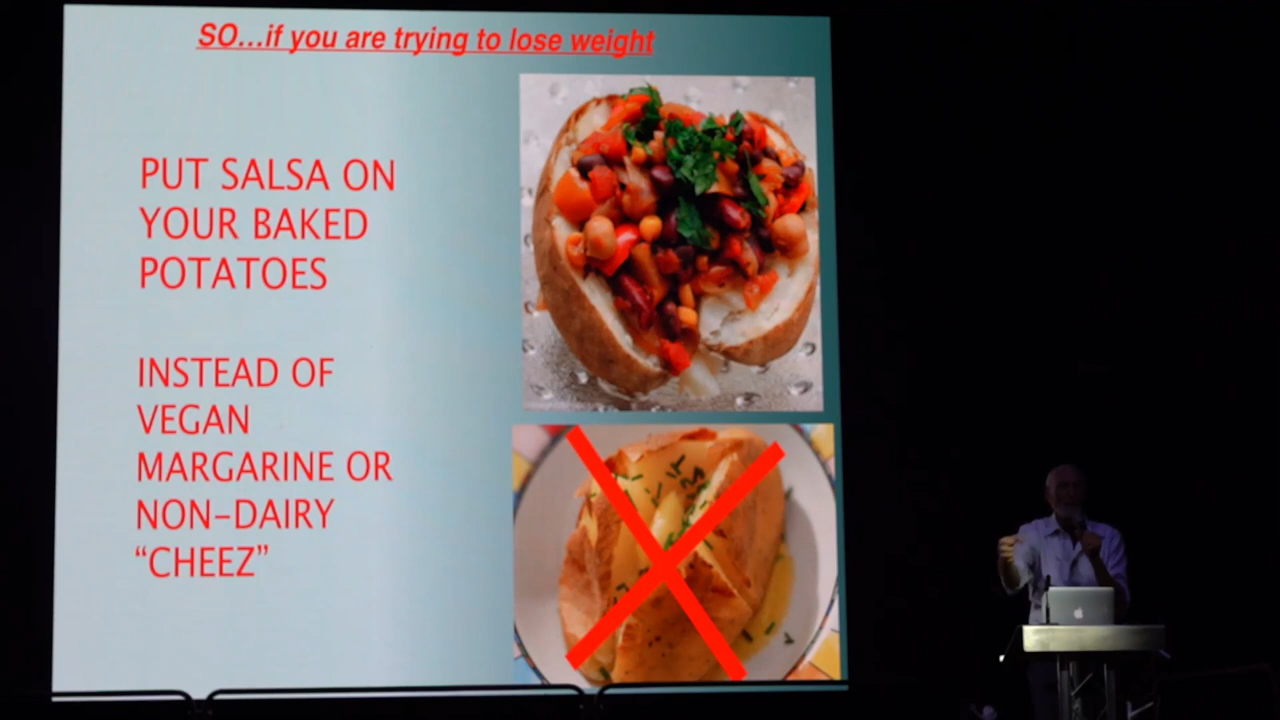 SO...if you are trying to lose weight
PUT SALSA ON
YOUR BAKED
POTATOES
INSTEAD OF
VEGAN
MARGARINE OR
NON-DAIRY
“CHEEZ”